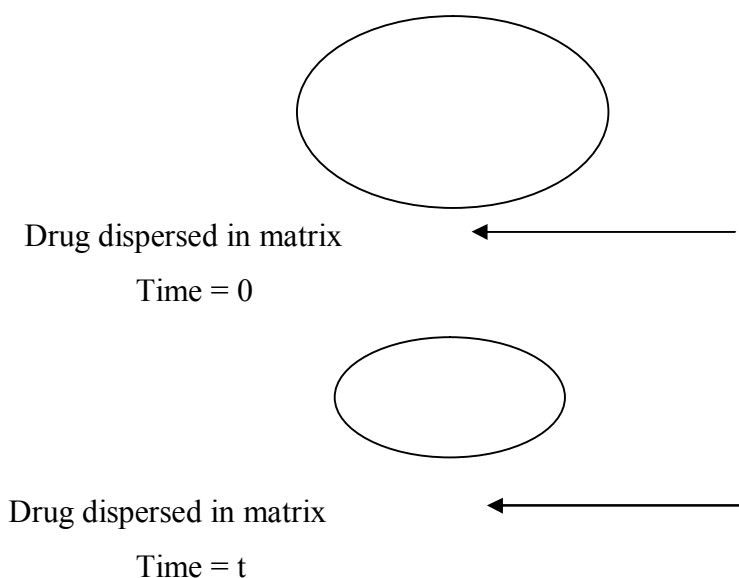 Drug dispersed in matrix
Time = 0
Drug dispersed in matrix
Time = t